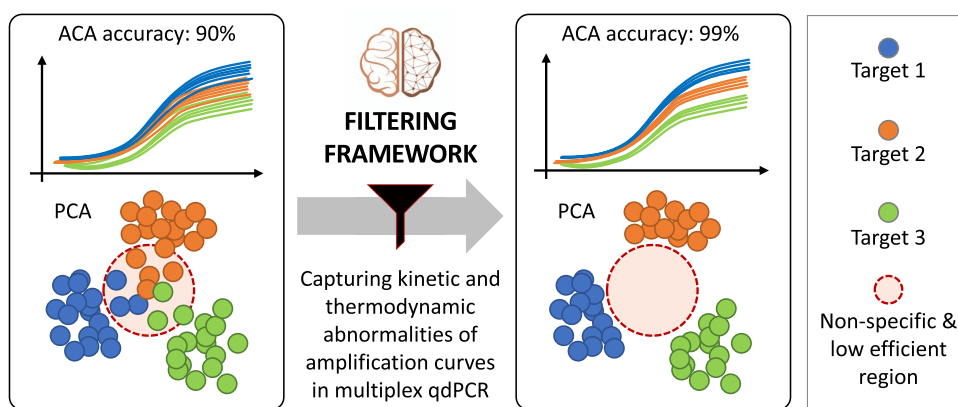 ACA accuracy: 90%
PCA
FILTERING
FRAMEWORK
Capturing kinetic and
thermodynamic
abnormalities of
amplification curves
in multiplex qdPCR
ACA accuracy: 99%
PCA
Target 1
Target 2
Target 3
Non-specific &
low efficient
region